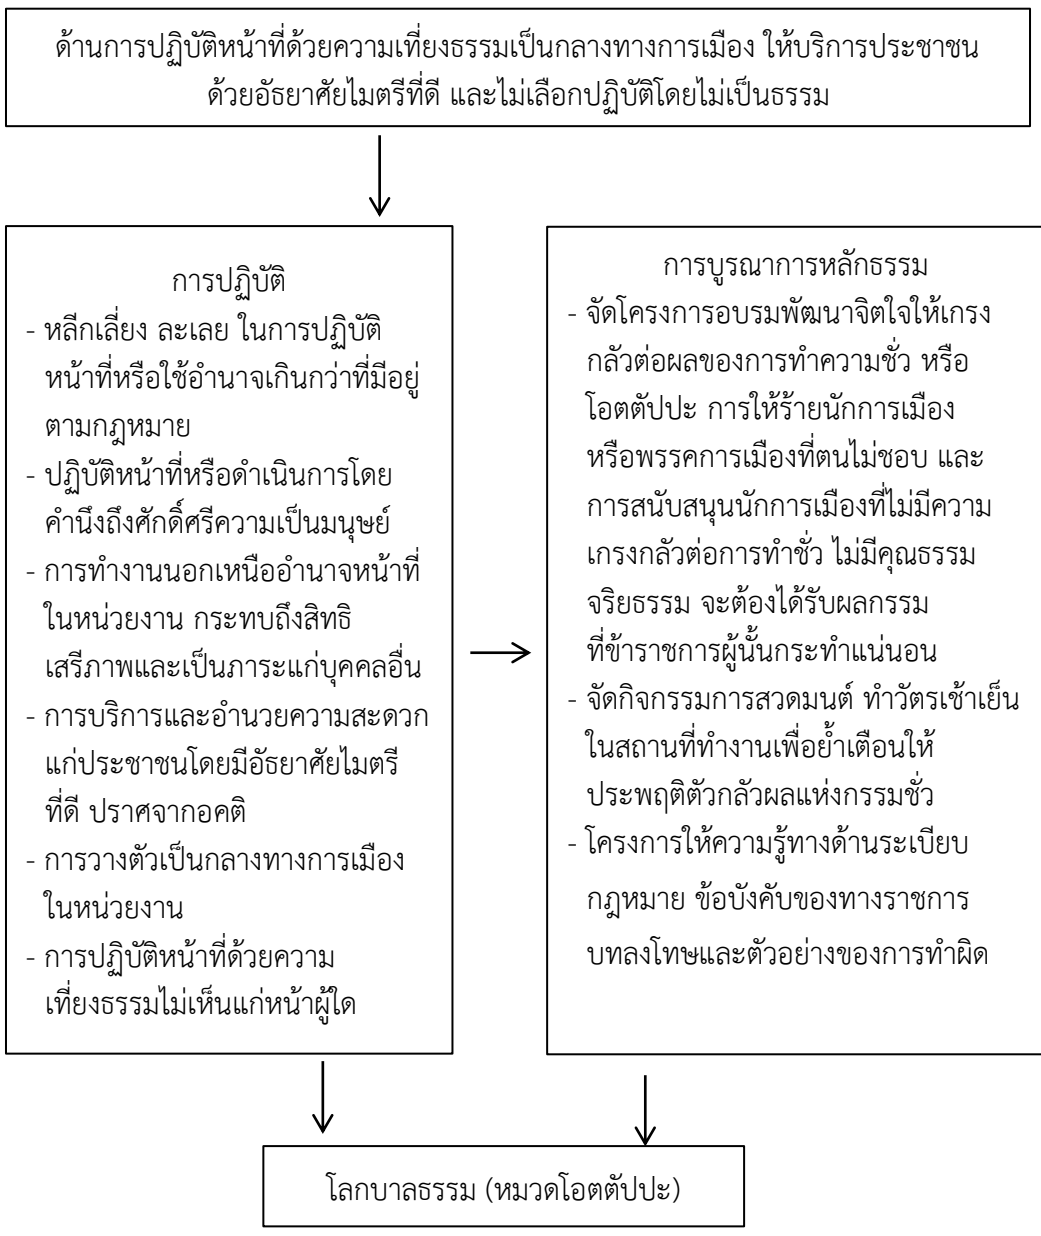 ด้านการปฏิบัติหน้าที่ด้วยความเที่ยงธรรมเป็นกลางทางการเมือง ให้บริการประชาชน
ด้วยอัธยาศัยไมตรีที่ดี และไม่เลือกปฏิบัติโดยไม่เป็นธรรม
การปฏิบัติ
- หลีกเลี่ยง ละเลย ในการปฏิบัติ
หน้าที่หรือใช้อำนาจเกินกว่าที่มีอยู่
ตามกฎหมาย
- ปฏิบัติหน้าที่หรือดำเนินการโดย
คำนึงถึงศักดิ์ศรีความเป็นมนุษย์
- การทำงานนอกเหนืออำนาจหน้าที่
ในหน่วยงาน กระทบถึงสิทธิ
เสรีภาพและเป็นภาระแก่บุคคลอื่น
- การบริการและอำนวยความสะดวก
แก่ประชาชนโดยมีอัธยาศัยไมตรี
ที่ดี ปราศจากอคติ
- การวางตัวเป็นกลางทางการเมือง
ในหน่วยงาน
- การปฏิบัติหน้าที่ด้วยความ
เที่ยงธรรมไม่เห็นแก่หน้าผู้ใด
การบูรณาการหลักธรรม
- จัดโครงการอบรมพัฒนาจิตใจให้เกรง
กลัวต่อผลของการทำความชั่ว หรือ
โอตตัปปะ การให้ร้ายนักการเมือง
หรือพรรคการเมืองที่ตนไม่ชอบ และ
การสนับสนุนนักการเมืองที่ไม่มีความ
เกรงกลัวต่อการทำชั่ว ไม่มีคุณธรรม
จริยธรรม จะต้องได้รับผลกรรม
ที่ข้าราชการผู้นั้นกระทำแน่นอน
- จัดกิจกรรมการสวดมนต์ ทำวัตรเช้าเย็น
ในสถานที่ทำงานเพื่อย้ำเตือนให้
ประพฤติตัวกลัวผลแห่งกรรมชั่ว
- โครงการให้ความรู้ทางด้านระเบียบ
กฎหมาย ข้อบังคับของทางราชการ
บทลงโทษและตัวอย่างของการทำผิด
โลกบาลธรรม (หมวดโอตตัปปะ)